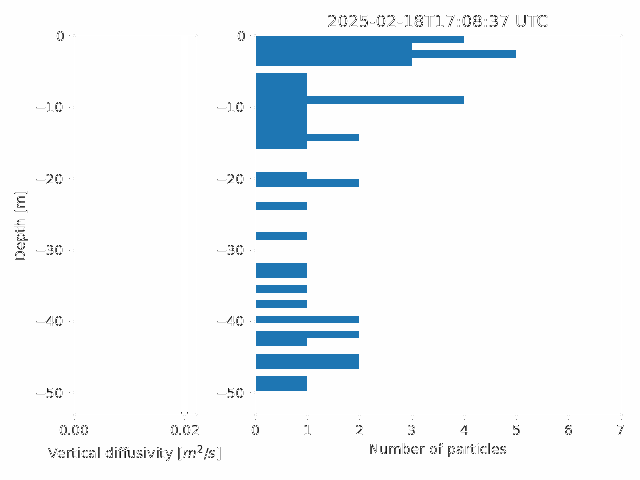 2025-02-18T17:08:37 UTC
0
−10
−20
−30
−40
−50
Depth [m]
0.00 0.02
Vertical diffusivity [m²/s]
0
−10
−20
−30
−40
−50
0 1 2 3 4 5 6 7
Number of particles